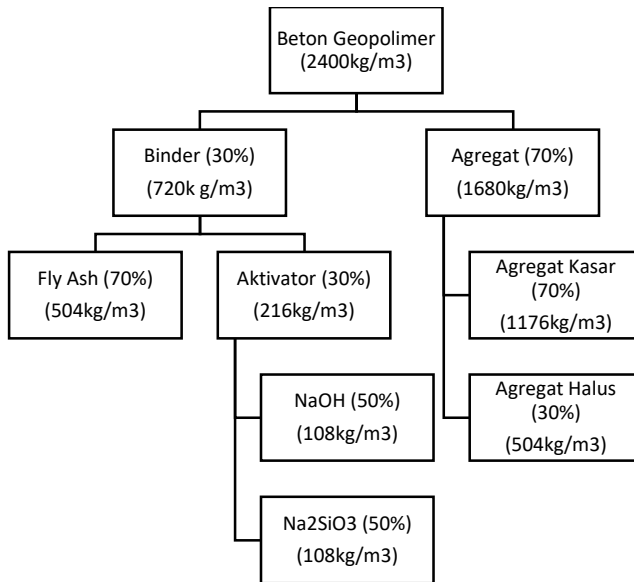 Beton Geopolimer
(2400kg/m3)
Binder (30%)
(720k g/m3)
Agregat (70%)
(1680kg/m3)
Fly Ash (70%)
(504kg/m3)
Aktivator (30%)
(216kg/m3)
Agregat Kasar
(70%)
(1176kg/m3)
NaOH (50%)
(108kg/m3)
Agregat Halus
(30%)
(504kg/m3)
Na2SiO3 (50%)
(108kg/m3)